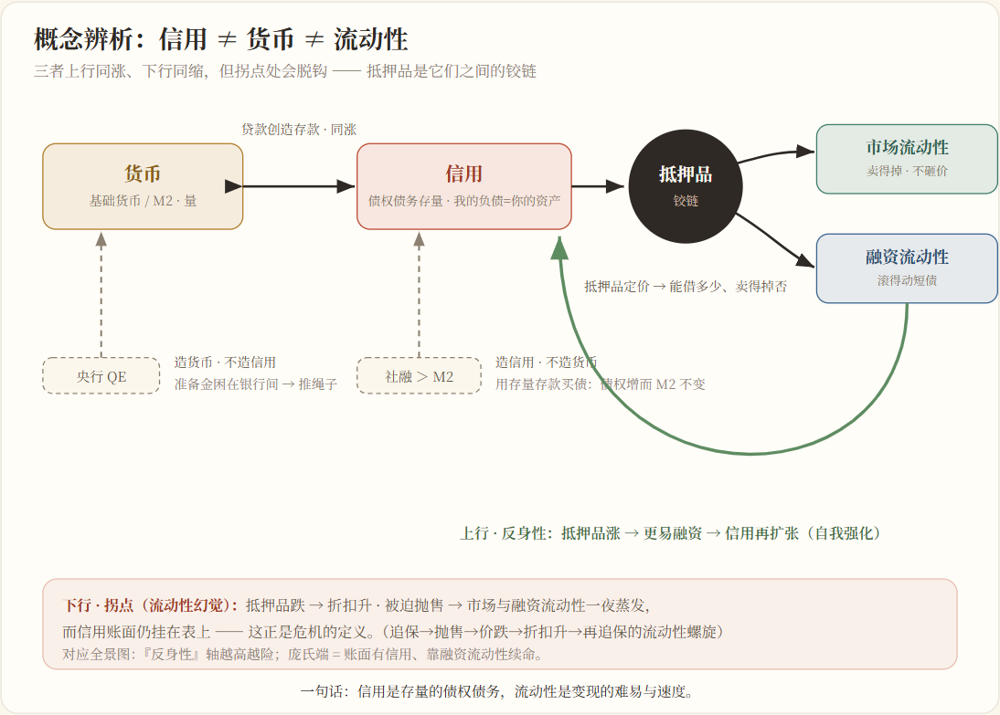 概念辨析：信用 ≠ 货币 ≠ 流动性
三者上行同涨、下行同缩，但拐点处会脱钩 —— 抵押品是它们之间的铰链
贷款创造存款 · 同涨
货币
基础货币 / M2 · 量
信用
债权债务存量 · 我的负债=你的资产
抵押品
铰链
市场流动性
卖得掉 · 不砸价
融资流动性
滚得动短债
抵押品定价 → 能借多少、卖得掉否
央行 QE
造货币 · 不造信用
准备金困在银行间 → 推绳子
社融 > M2
造信用 · 不造货币
用存量存款买债：债权增而 M2 不变
上行 · 反身性：抵押品涨 → 更易融资 → 信用再扩张（自我强化）
下行 · 拐点（流动性幻觉）：抵押品跌 → 折扣升 · 被迫抛售 → 市场与融资流动性一夜蒸发，
而信用账面仍挂在表上 —— 这正是危机的定义。（追保→抛售→价跌→折扣升→再追保的流动性螺旋）
对应全景图：『反身性』轴越高越险；庞氏端 = 账面有信用、靠融资流动性续命。
一句话：信用是存量的债权债务，流动性是变现的难易与速度。